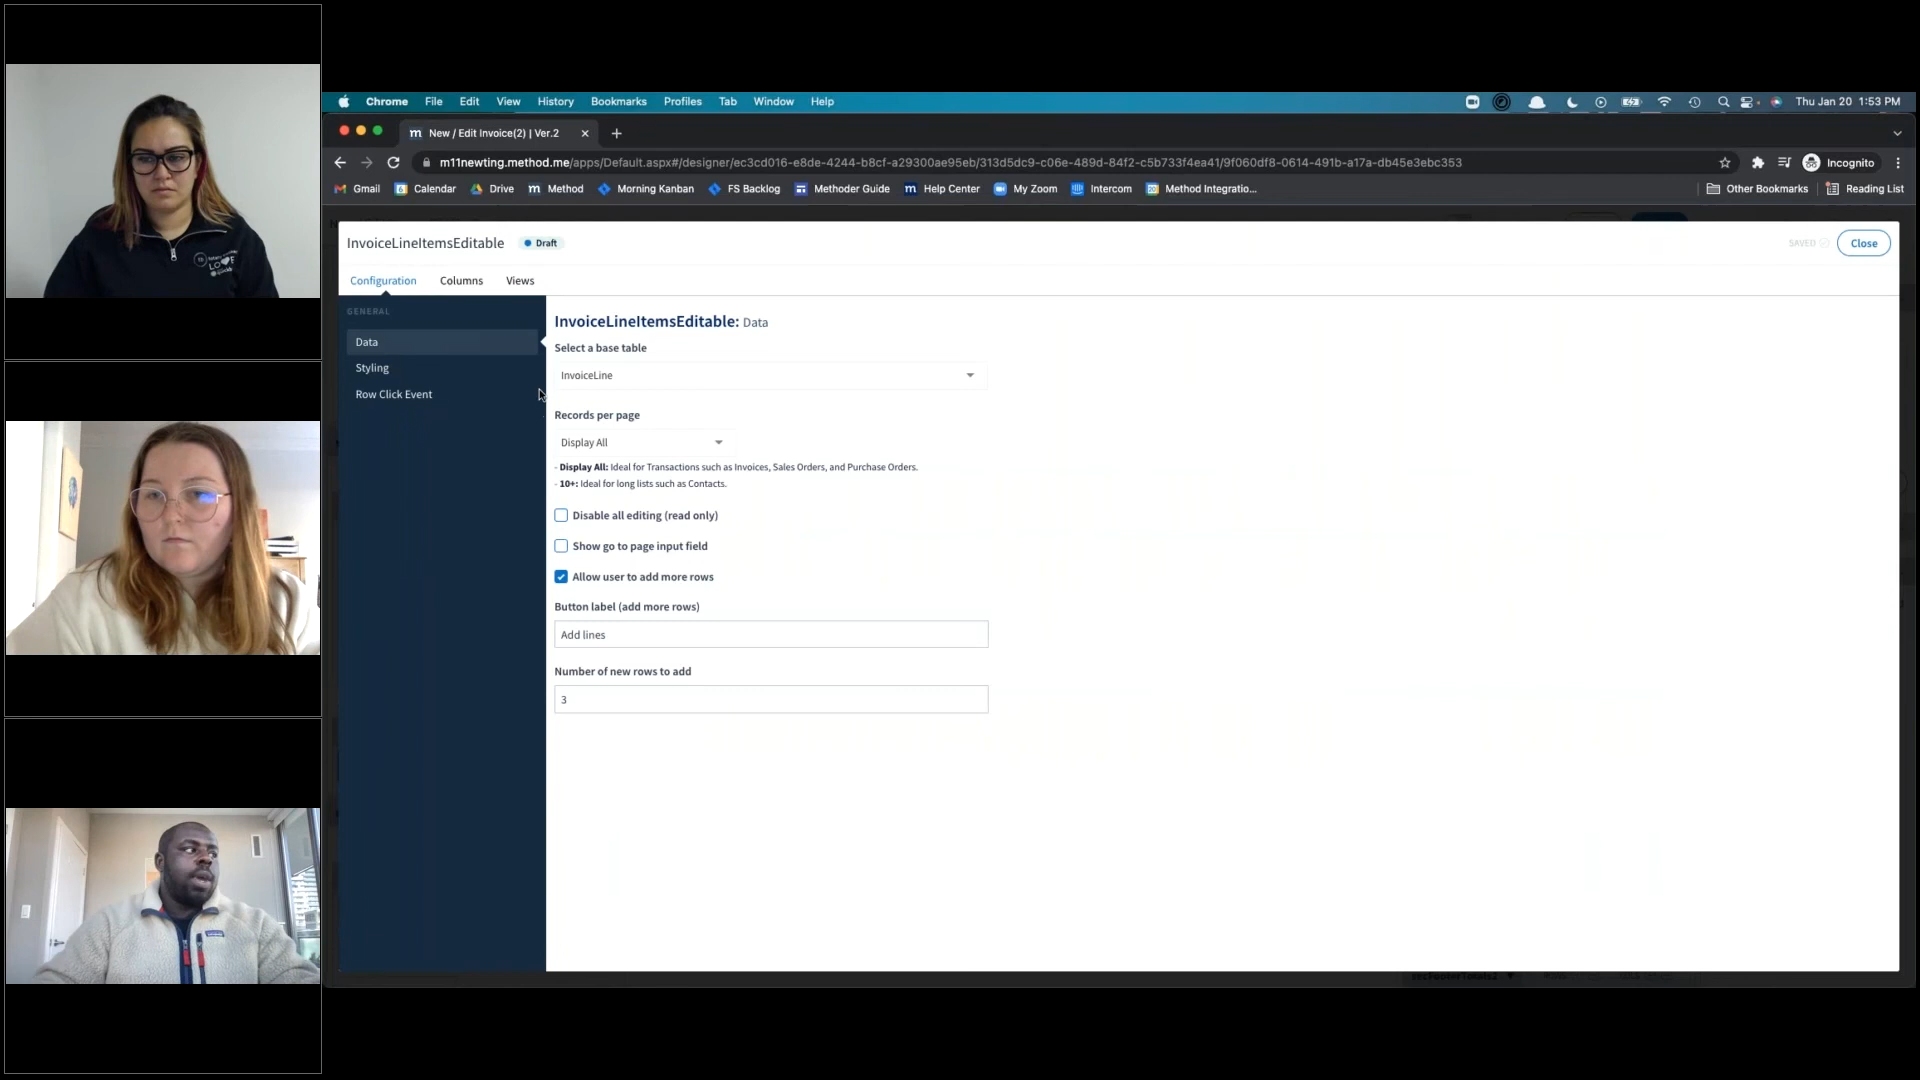 Chrome File Edit View History Bookmarks Profiles Tab Window Help Thu Jan 20 1:53 PM
m New / Edit Invoice(2) | Ver.2
m11newting.method.me/apps/Default.aspx#/designer/ec3cd016-e8de-4244-b8cf-a29300ae95eb/313d5dc9-c06e-489d-84f2-c5b733f4ea41/9f060df8-0614-491b-a17a-db45e3ebc353 Incognito
Gmail Calendar Drive m Method Morning Kanban FS Backlog Methoder Guide m Help Center My Zoom Intercom Method Integratio... Other Bookmarks Reading List
InvoiceLineItemsEditable Draft SAVED Close
Configuration Columns Views
GENERAL
Data
Styling
Row Click Event
InvoiceLineItemsEditable: Data
Select a base table
InvoiceLine
Records per page
Display All
- Display All: Ideal for Transactions such as Invoices, Sales Orders, and Purchase Orders.
- 10+: Ideal for long lists such as Contacts.
Disable all editing (read only)
Show go to page input field
Allow user to add more rows
Button label (add more rows)
Add lines
Number of new rows to add
3